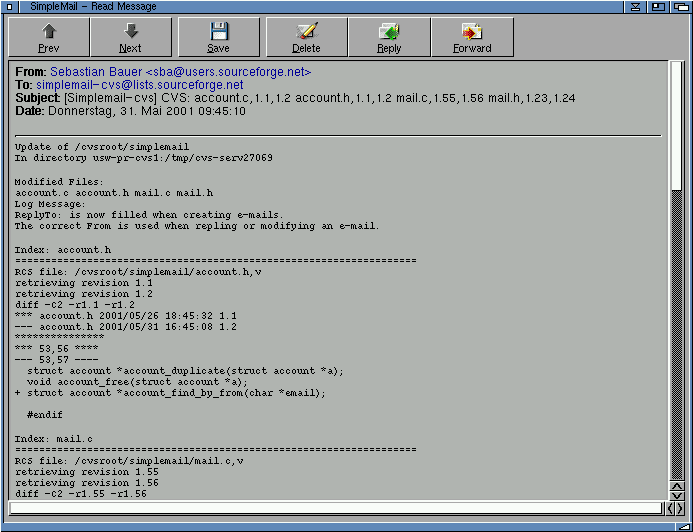 SimpleMail - Read Message
Prev Next Save Delete Reply Forward
From: Sebastian Bauer <sba@users.sourceforge.net>
To: simplemail-cvs@lists.sourceforge.net
Subject: [Simplemail-cvs] CVS: account.c,1.1,1.2 account.h,1.1,1.2 mail.c,1.55,1.56 mail.h,1.23,1.24
Date: Donnerstag, 31. Mai 2001 09:45:10
Update of /cvsroot/simplemail
In directory usw-pr-cvs1:/tmp/cvs-serv27069
Modified Files:
account.c account.h mail.c mail.h
Log Message:
ReplyTo: is now filled when creating e-mails.
The correct From is used when repling or modifying an e-mail.
Index: account.h
===================================================================
RCS file: /cvsroot/simplemail/account.h,v
retrieving revision 1.1
retrieving revision 1.2
diff -C2 -r1.1 -r1.2
*** account.h 2001/05/26 18:45:32 1.1
--- account.h 2001/05/31 16:45:08 1.2
***************
*** 53,56 ****
--- 53,57 ----
struct account *account_duplicate(struct account *a);
void account_free(struct account *a);
+ struct account *account_find_by_from(char *email);
#endif
Index: mail.c
===================================================================
RCS file: /cvsroot/simplemail/mail.c,v
retrieving revision 1.55
retrieving revision 1.56
diff -C2 -r1.55 -r1.56